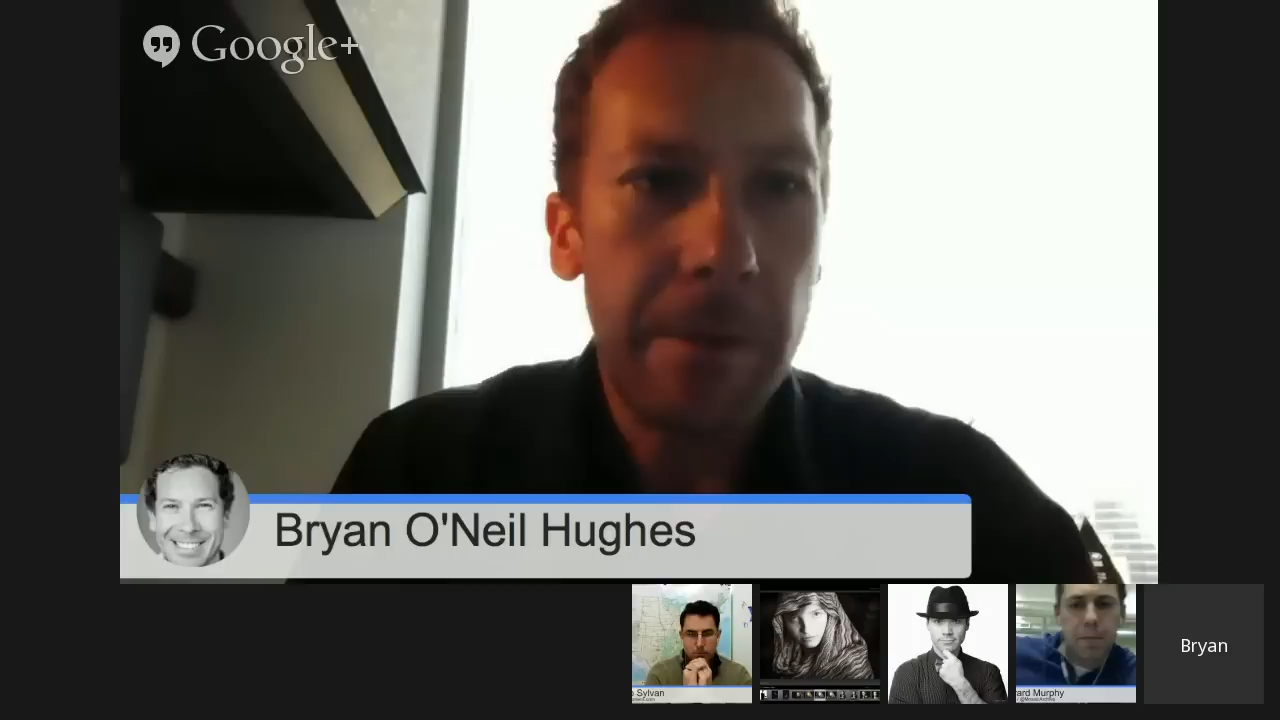 Google+
Bryan O'Neil Hughes
Sylvan
ard Murphy
Bryan